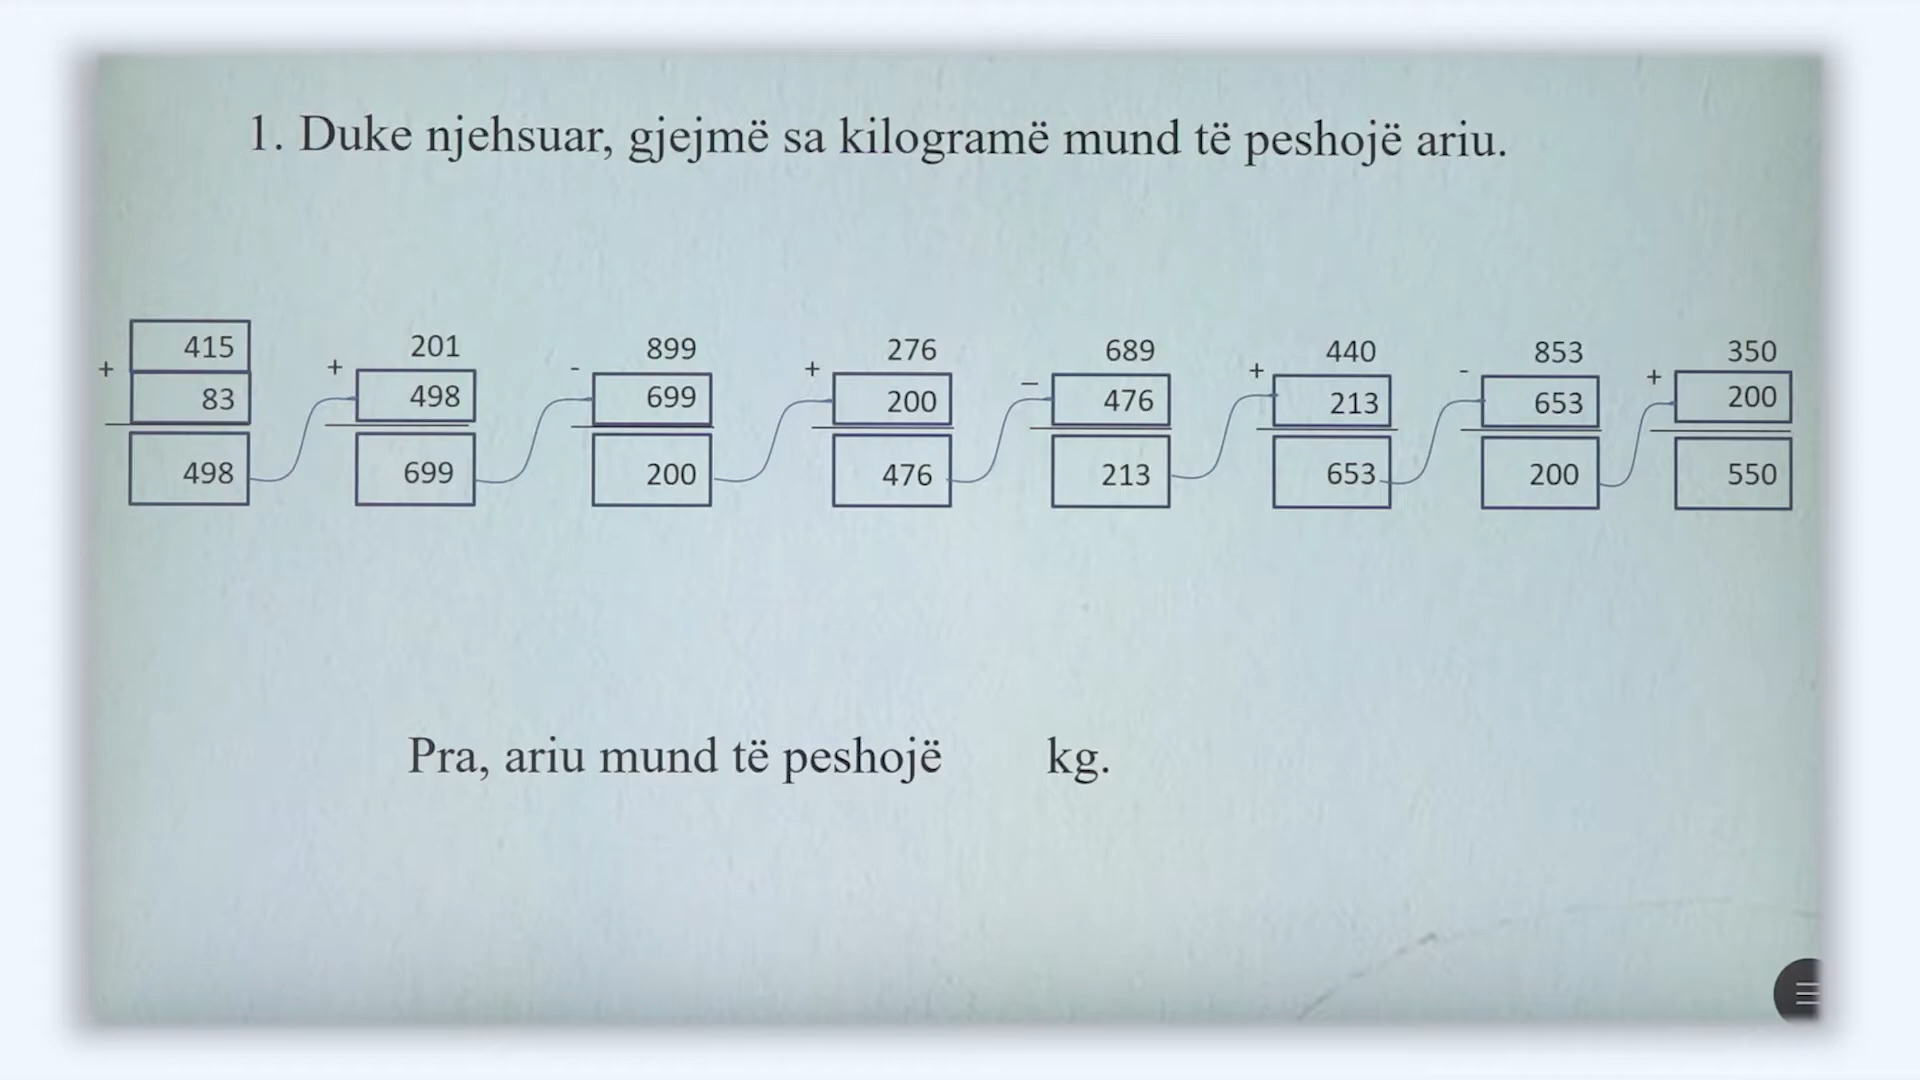 1. Duke njehsuar, gjejmë sa kilogramë mund të peshojë ariu.
415 201 899 276 689 440 853 350
+ + - + – + - +
83 498 699 200 476 213 653 200
498 699 200 476 213 653 200 550
Pra, ariu mund të peshojë kg.